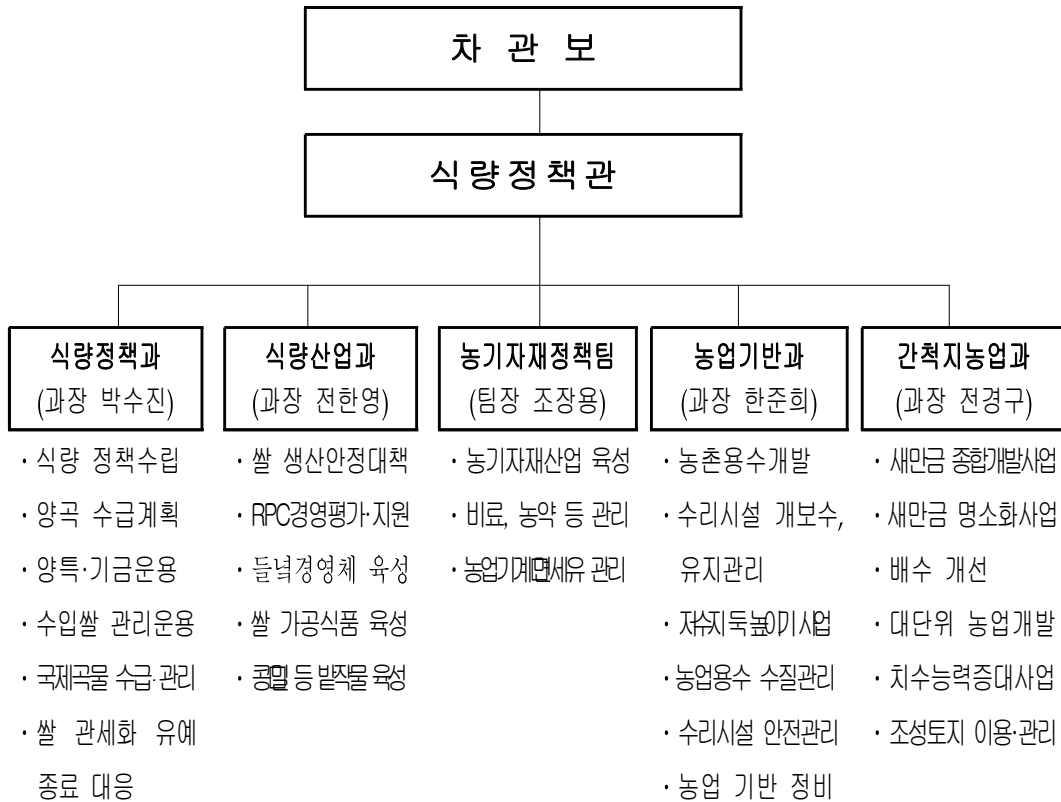 차 관 보
식량정책관
식량정책과
(과장 박수진)
· 식량 정책수립
· 양곡 수급계획
· 양특·기금운용
· 수입쌀 관리운용
· 국제곡물 수급·관리
· 쌀 관세화 유예
종료 대응
식량산업과
(과장 전한영)
· 쌀 생산안정대책
· RPC경영평가·지원
· 들녘경영체 육성
· 쌀 가공식품 육성
· 콩밀 등 밭작물 육성
농기자재정책팀
(팀장 조장용)
· 농기자재산업 육성
· 비료, 농약 등 관리
· 농업기계면세유 관리
농업기반과
(과장 한준희)
· 농촌용수개발
· 수리시설 개보수,
유지관리
· 저수지 둑높이기사업
· 농업용수 수질관리
· 수리시설 안전관리
· 농업 기반 정비
간척지농업과
(과장 전경구)
· 새만금 종합개발사업
· 새만금 명소화사업
· 배수 개선
· 대단위 농업개발
· 치수능력증대사업
· 조성토지 이용·관리